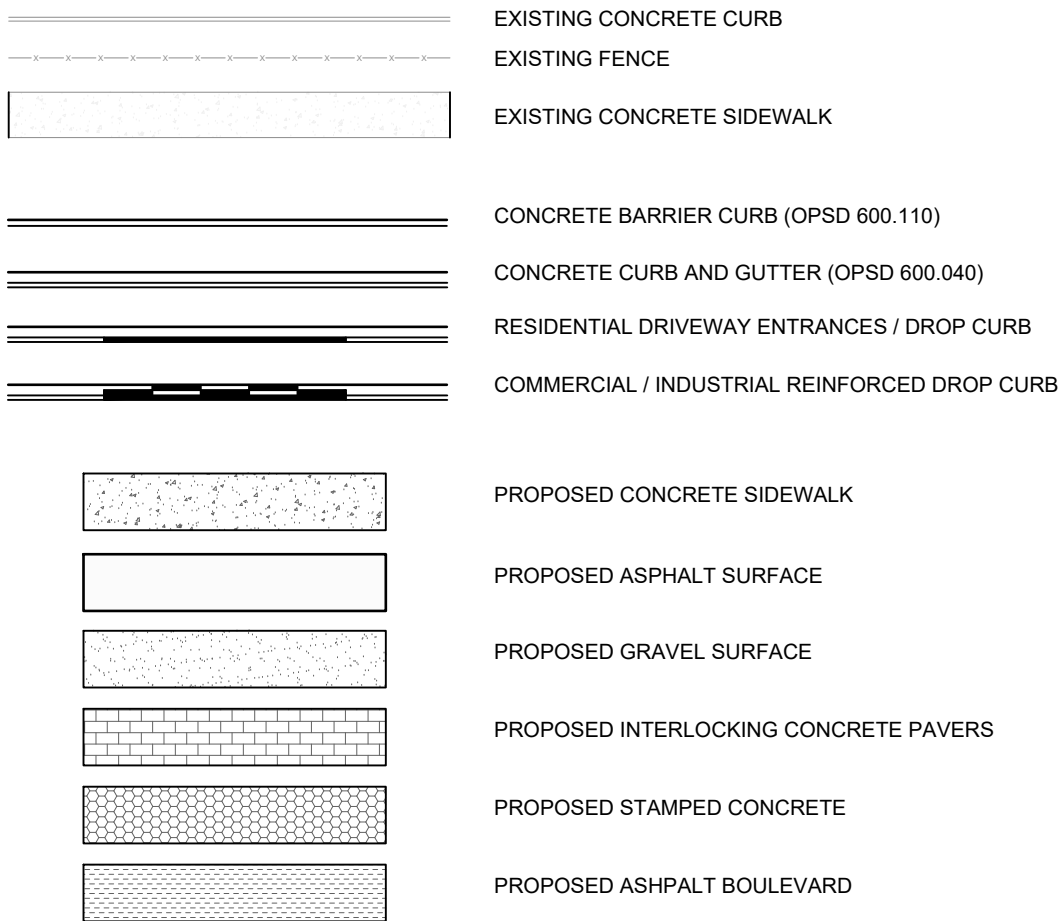 EXISTING CONCRETE CURB
EXISTING FENCE
EXISTING CONCRETE SIDEWALK
CONCRETE BARRIER CURB (OPSD 600.110)
CONCRETE CURB AND GUTTER (OPSD 600.040)
RESIDENTIAL DRIVEWAY ENTRANCES / DROP CURB
COMMERCIAL / INDUSTRIAL REINFORCED DROP CURB
PROPOSED CONCRETE SIDEWALK
PROPOSED ASPHALT SURFACE
PROPOSED GRAVEL SURFACE
PROPOSED INTERLOCKING CONCRETE PAVERS
PROPOSED STAMPED CONCRETE
PROPOSED ASHPALT BOULEVARD